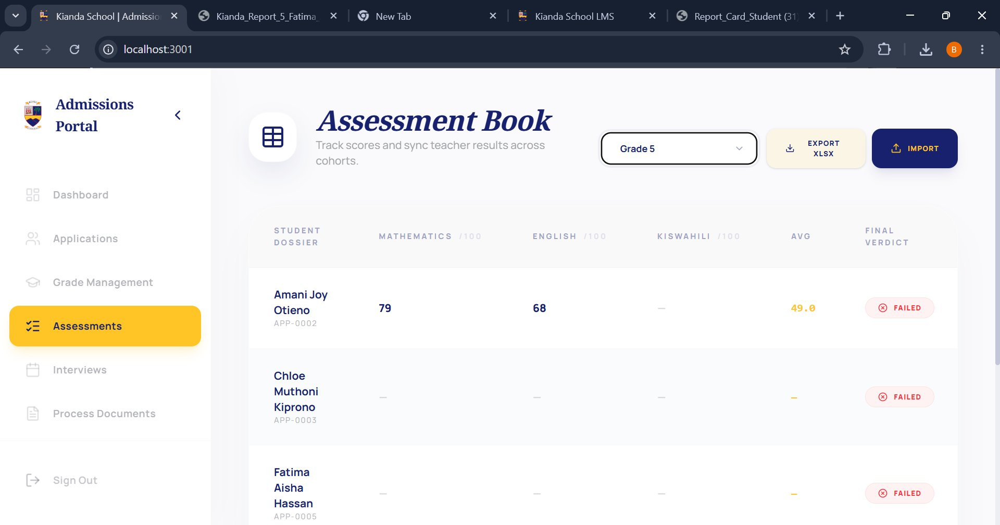 Kianda School | Admissio
Kianda_Report_5_Fatima_
New Tab
Kianda School LMS
Report_Card_Student (31)
localhost:3001
B
Admissions
Portal
Assessment Book
Track scores and sync teacher results across
cohorts.
Grade 5
EXPORT
XLSX
IMPORT
Dashboard
Applications
Grade Management
Assessments
Interviews
Process Documents
Sign Out
STUDENT
DOSSIER
MATHEMATICS /100
ENGLISH /100
KISWAHILI /100
AVG
FINAL
VERDICT
Amani Joy
Otieno
APP-0002
79
68
—
49.0
FAILED
Chloe
Muthoni
Kiprono
APP-0003
—
—
—
—
FAILED
Fatima
Aisha
Hassan
APP-0005
—
—
—
—
FAILED